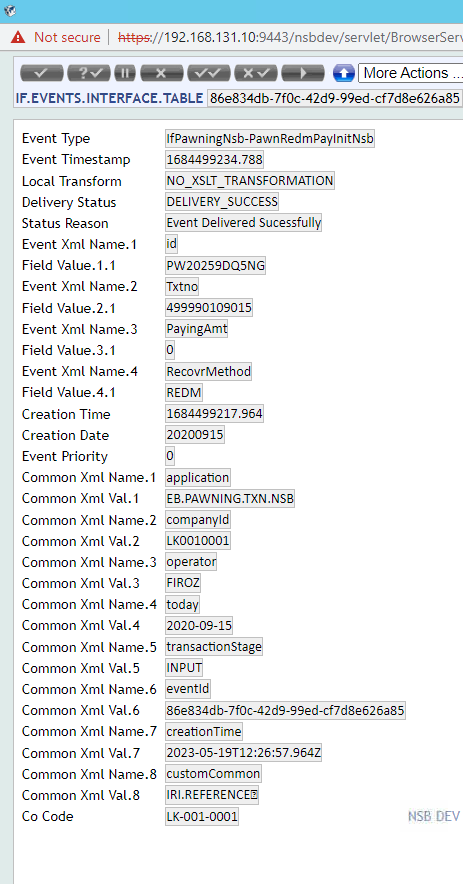 Not secure https://192.168.131.10:9443/nsbdev/servlet/BrowserServ
More Actions ...
IF.EVENTS.INTERFACE.TABLE 86e834db-7f0c-42d9-99ed-cf7d8e626a85
Event Type IfPawningNsb-PawnRedmPayInitNsb
Event Timestamp 1684499234.788
Local Transform NO_XSLT_TRANSFORMATION
Delivery Status DELIVERY_SUCCESS
Status Reason Event Delivered Sucessfully
Event Xml Name.1 id
Field Value.1.1 PW20259DQ5NG
Event Xml Name.2 Txtno
Field Value.2.1 499990109015
Event Xml Name.3 PayingAmt
Field Value.3.1 0
Event Xml Name.4 RecovrMethod
Field Value.4.1 REDM
Creation Time 1684499217.964
Creation Date 20200915
Event Priority 0
Common Xml Name.1 application
Common Xml Val.1 EB.PAWNING.TXN.NSB
Common Xml Name.2 companyId
Common Xml Val.2 LK0010001
Common Xml Name.3 operator
Common Xml Val.3 FIROZ
Common Xml Name.4 today
Common Xml Val.4 2020-09-15
Common Xml Name.5 transactionStage
Common Xml Val.5 INPUT
Common Xml Name.6 eventId
Common Xml Val.6 86e834db-7f0c-42d9-99ed-cf7d8e626a85
Common Xml Name.7 creationTime
Common Xml Val.7 2023-05-19T12:26:57.964Z
Common Xml Name.8 customCommon
Common Xml Val.8 IRI.REFERENCE
Co Code LK-001-0001
NSB DEV